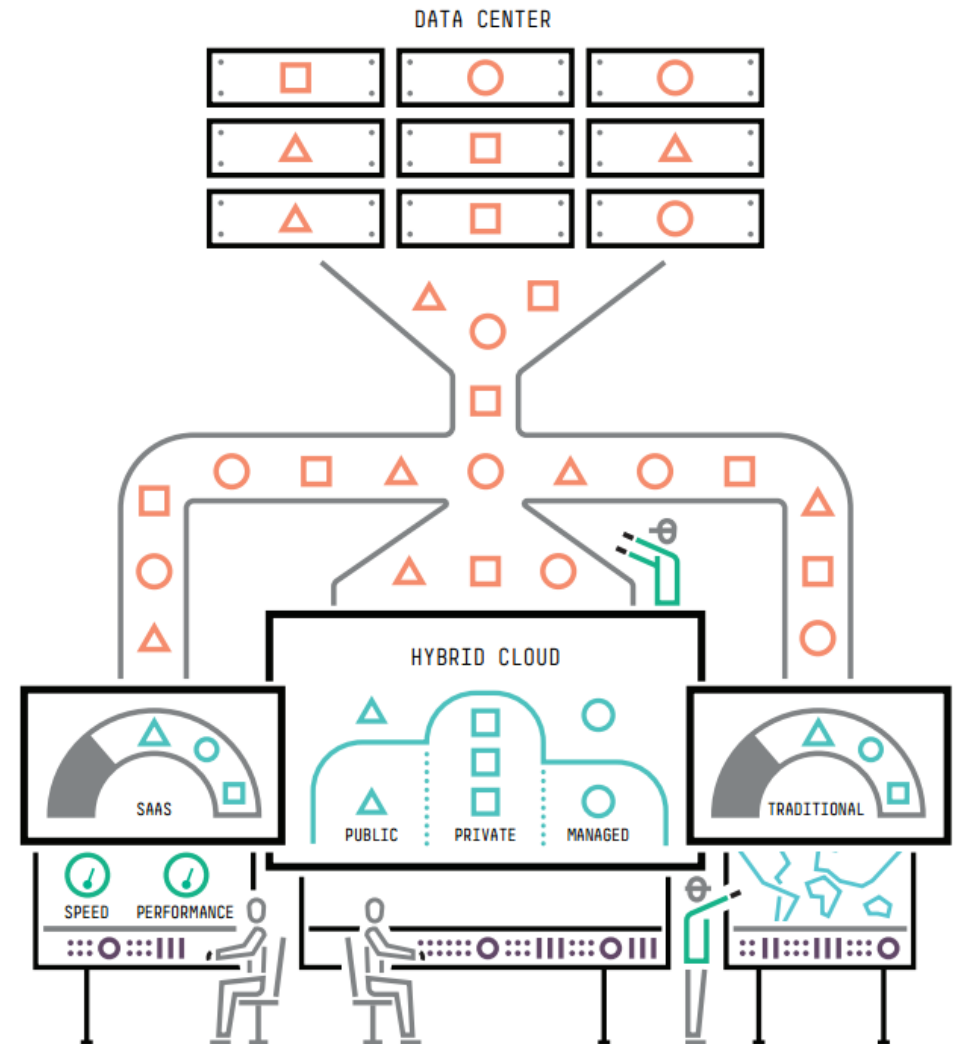 DATA CENTER
HYBRID CLOUD
SAAS
PUBLIC
PRIVATE
MANAGED
TRADITIONAL
SPEED
PERFORMANCE